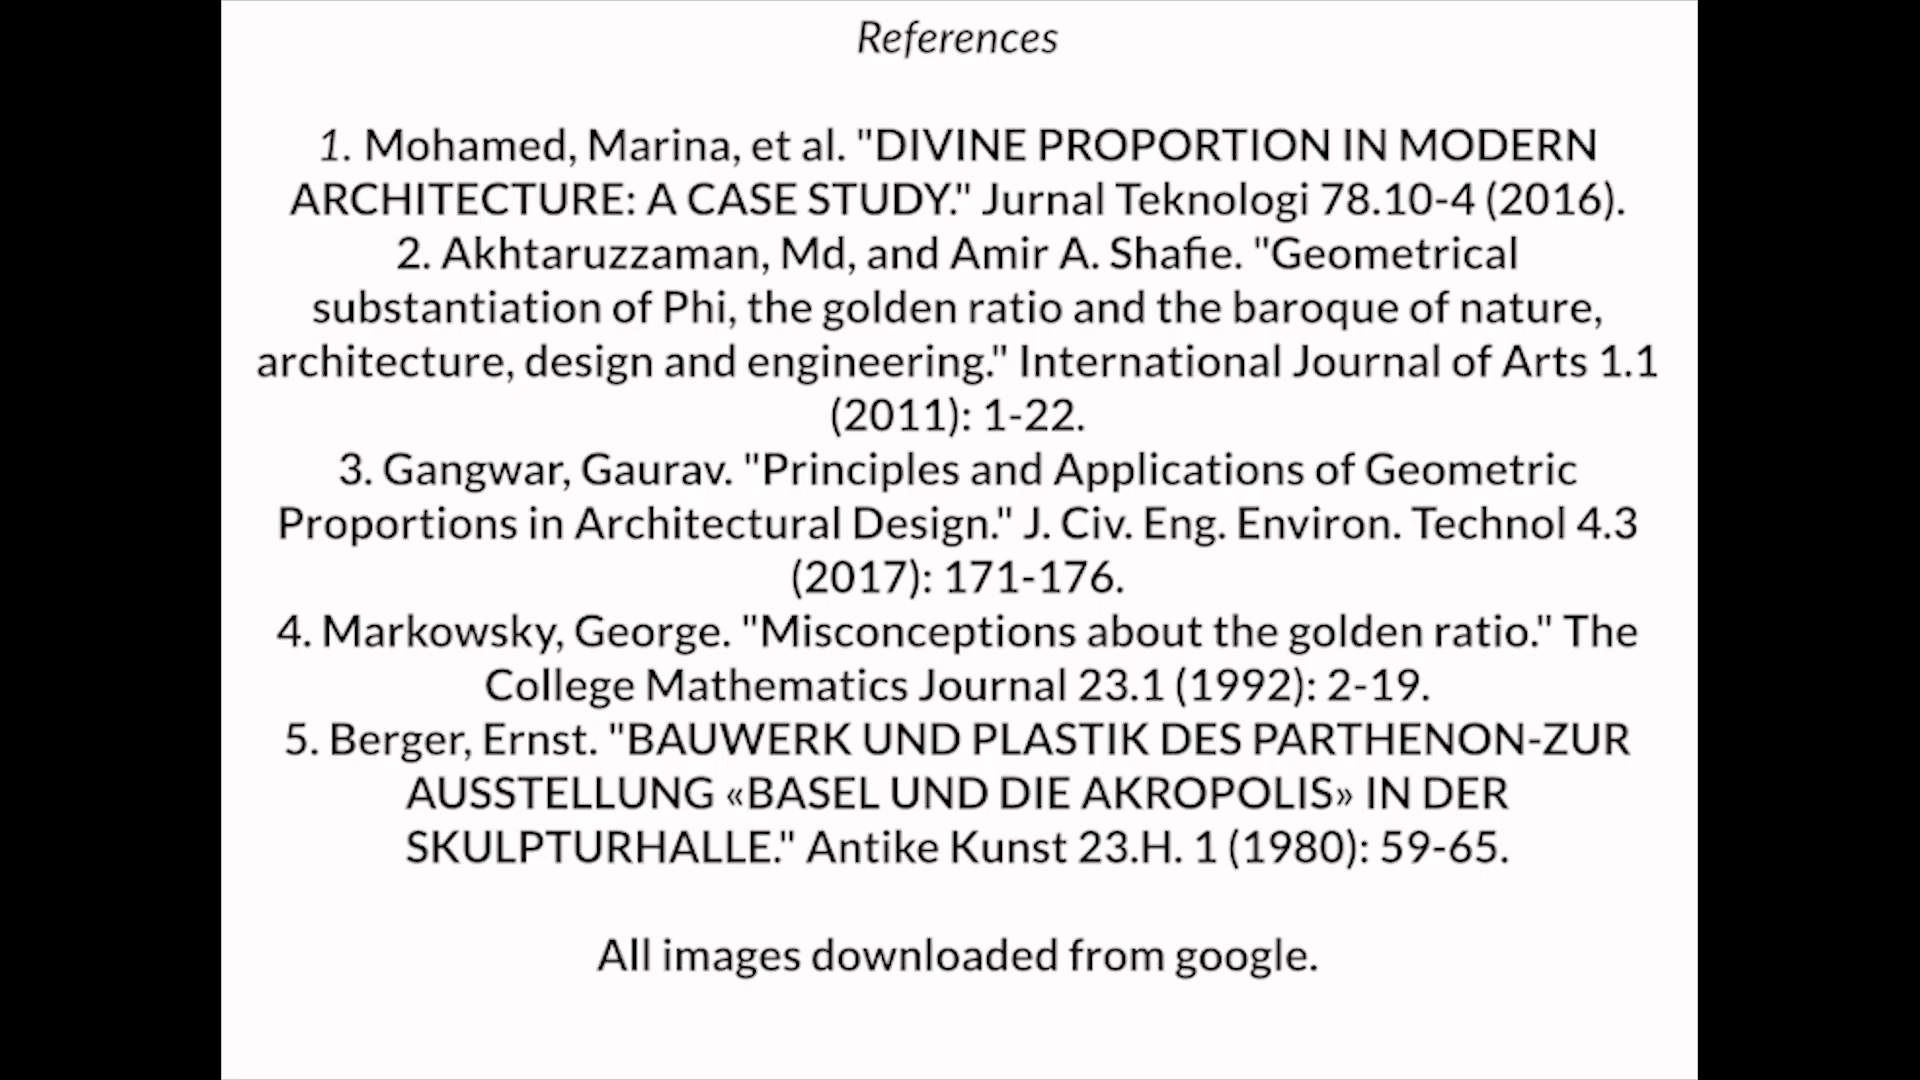 References
1. Mohamed, Marina, et al. "DIVINE PROPORTION IN MODERN
ARCHITECTURE: A CASE STUDY." Jurnal Teknologi 78.10-4 (2016).
2. Akhtaruzzaman, Md, and Amir A. Shafie. "Geometrical
substantiation of Phi, the golden ratio and the baroque of nature,
architecture, design and engineering." International Journal of Arts 1.1
(2011): 1-22.
3. Gangwar, Gaurav. "Principles and Applications of Geometric
Proportions in Architectural Design." J. Civ. Eng. Environ. Technol 4.3
(2017): 171-176.
4. Markowsky, George. "Misconceptions about the golden ratio." The
College Mathematics Journal 23.1 (1992): 2-19.
5. Berger, Ernst. "BAUWERK UND PLASTIK DES PARTHENON-ZUR
AUSSTELLUNG «BASEL UND DIE AKROPOLIS» IN DER
SKULPTURHALLE." Antike Kunst 23.H. 1 (1980): 59-65.
All images downloaded from google.